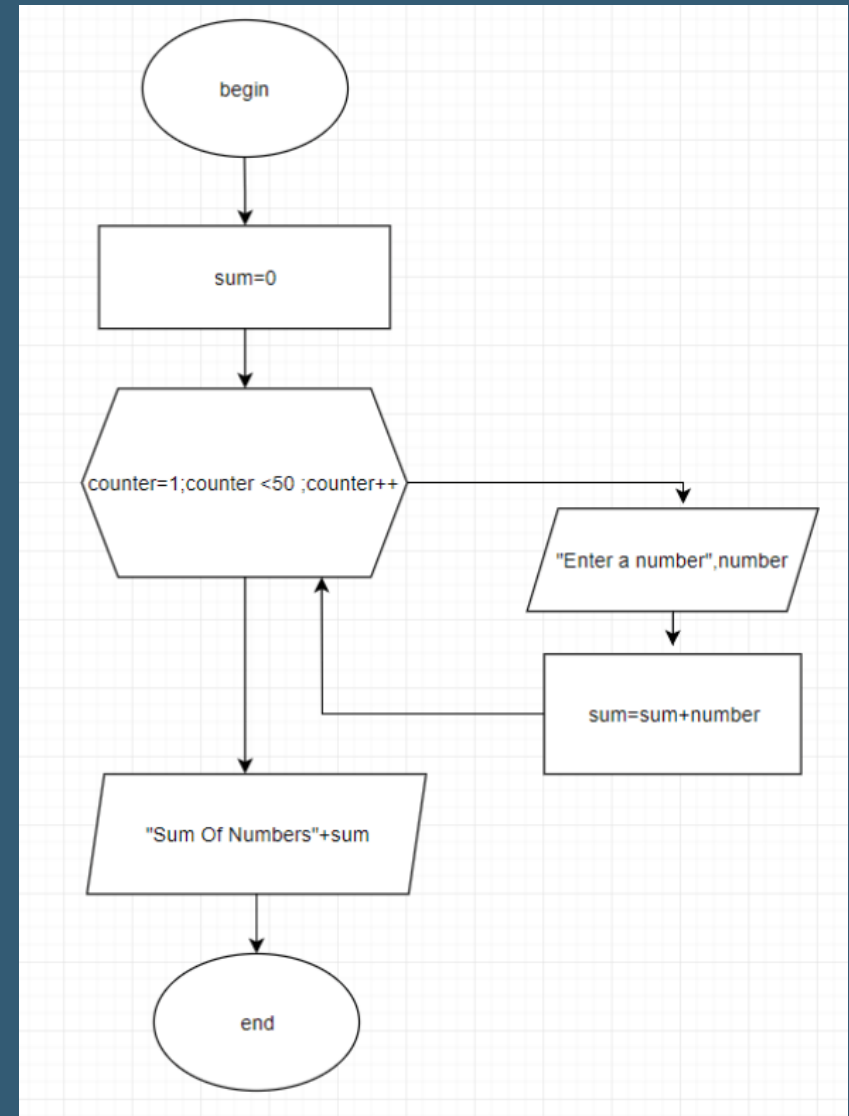 begin
sum=0
counter=1;counter <50 ;counter++
"Enter a number",number
sum=sum+number
"Sum Of Numbers"+sum
end